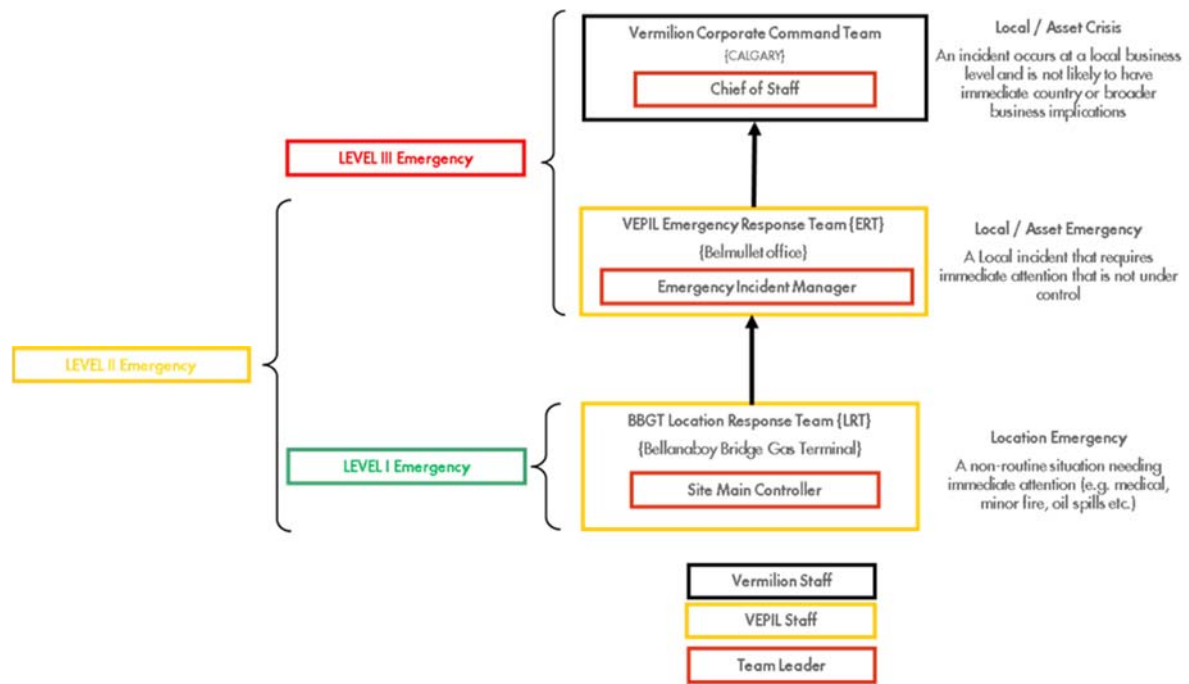 Vermilion Corporate Command Team
{CALGARY}
Chief of Staff
Local / Asset Crisis
An incident occurs at a local business
level and is not likely to have
immediate country or broader
business implications
LEVEL III Emergency
VEPIL Emergency Response Team {ERT}
{Belmullet office}
Emergency Incident Manager
Local / Asset Emergency
A Local incident that requires
immediate attention that is not under
control
LEVEL II Emergency
BBGT Location Response Team {LRT}
{Bellanaboy Bridge Gas Terminal}
Site Main Controller
LEVEL I Emergency
Location Emergency
A non-routine situation needing
immediate attention (e.g. medical,
minor fire, oil spills etc.)
Vermilion Staff
VEPIL Staff
Team Leader